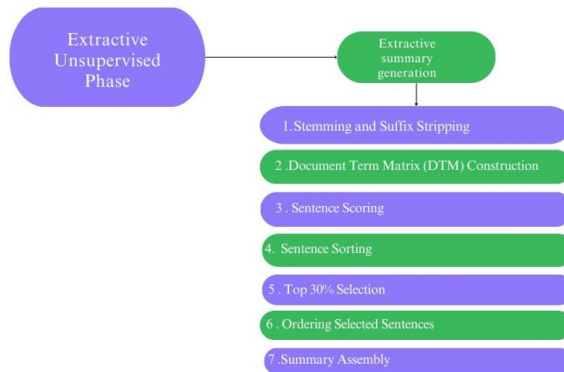 Extractive
Unsupervised
Phase
Extractive
summary
generation
1.Stemming and Suffix Stripping
2 .Document Term Matrix (DTM) Construction
3 . Sentence Scoring
4. Sentence Sorting
5 . Top 30% Selection
6 . Ordering Selected Sentences
7 .Summary Assembly